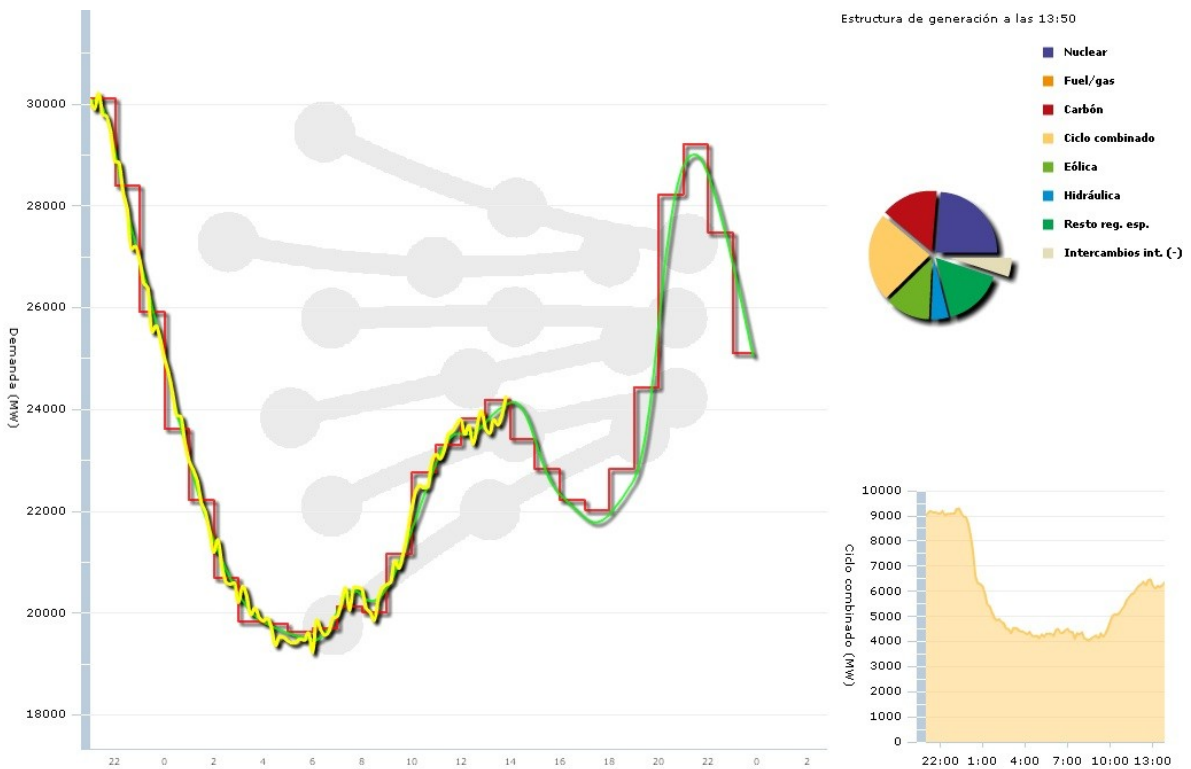 Estructura de generación a las 13:50
Nuclear
Fuel/gas
Carbón
Ciclo combinado
Eólica
Hidráulica
Resto reg. esp.
Intercambios int. (-)
Demanda (MW)
30000
28000
26000
24000
22000
20000
18000
22 0 2 4 6 8 10 12 14 16 18 20 22 0 2
Ciclo combinado (MW)
10000
9000
8000
7000
6000
5000
4000
3000
2000
1000
0
22:00 1:00 4:00 7:00 10:00 13:00